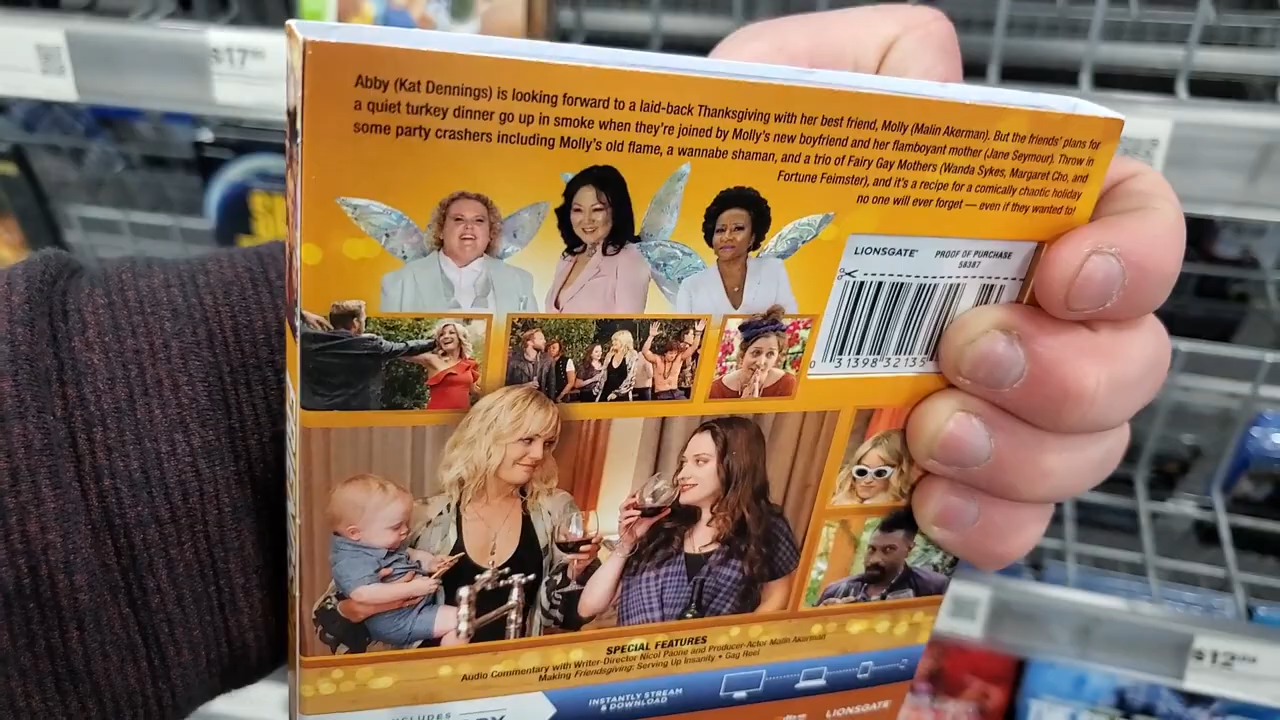 $17
Abby (Kat Dennings) is looking forward to a laid-back Thanksgiving with her best friend, Molly (Malin Akerman). But the friends' plans for
a quiet turkey dinner go up in smoke when they're joined by Molly's new boyfriend and her flamboyant mother (Jane Seymour). Throw in
some party crashers including Molly's old flame, a wannabe shaman, and a trio of Fairy Gay Mothers (Wanda Sykes, Margaret Cho, and
Fortune Feimster), and it's a recipe for a comically chaotic holiday
no one will ever forget — even if they wanted to!
LIONSGATE PROOF OF PURCHASE
58387
0 31398 32135
SPECIAL FEATURES
Audio Commentary with Writer-Director Nicol Paone and Producer-Actor Malin Akerman
Making Friendsgiving: Serving Up Insanity • Gag Reel
INSTANTLY STREAM
& DOWNLOAD
LIONSGATE
$12